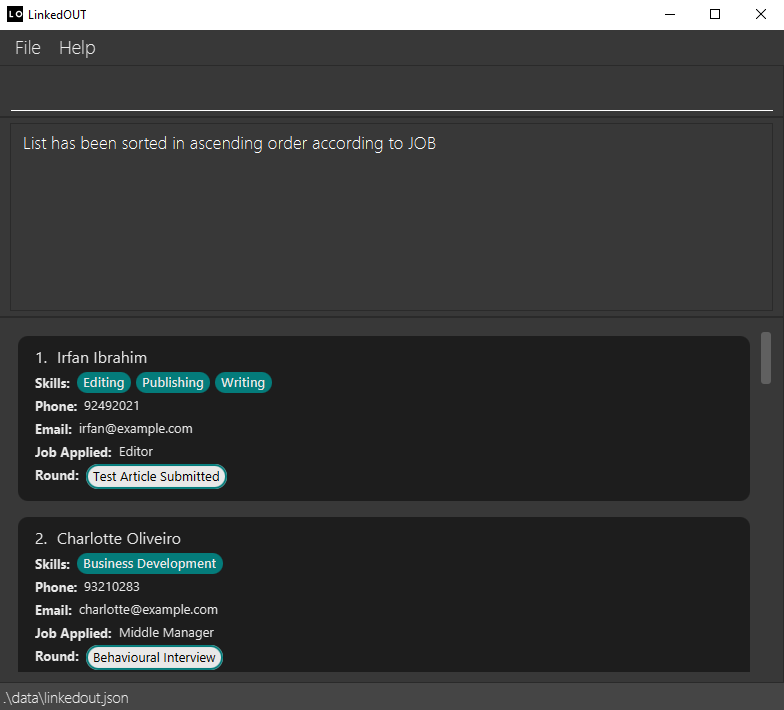 LO LinkedOUT
File Help
List has been sorted in ascending order according to JOB
1. Irfan Ibrahim
Skills: Editing Publishing Writing
Phone: 92492021
Email: irfan@example.com
Job Applied: Editor
Round: Test Article Submitted
2. Charlotte Oliveiro
Skills: Business Development
Phone: 93210283
Email: charlotte@example.com
Job Applied: Middle Manager
Round: Behavioural Interview
.\data\linkedout.json